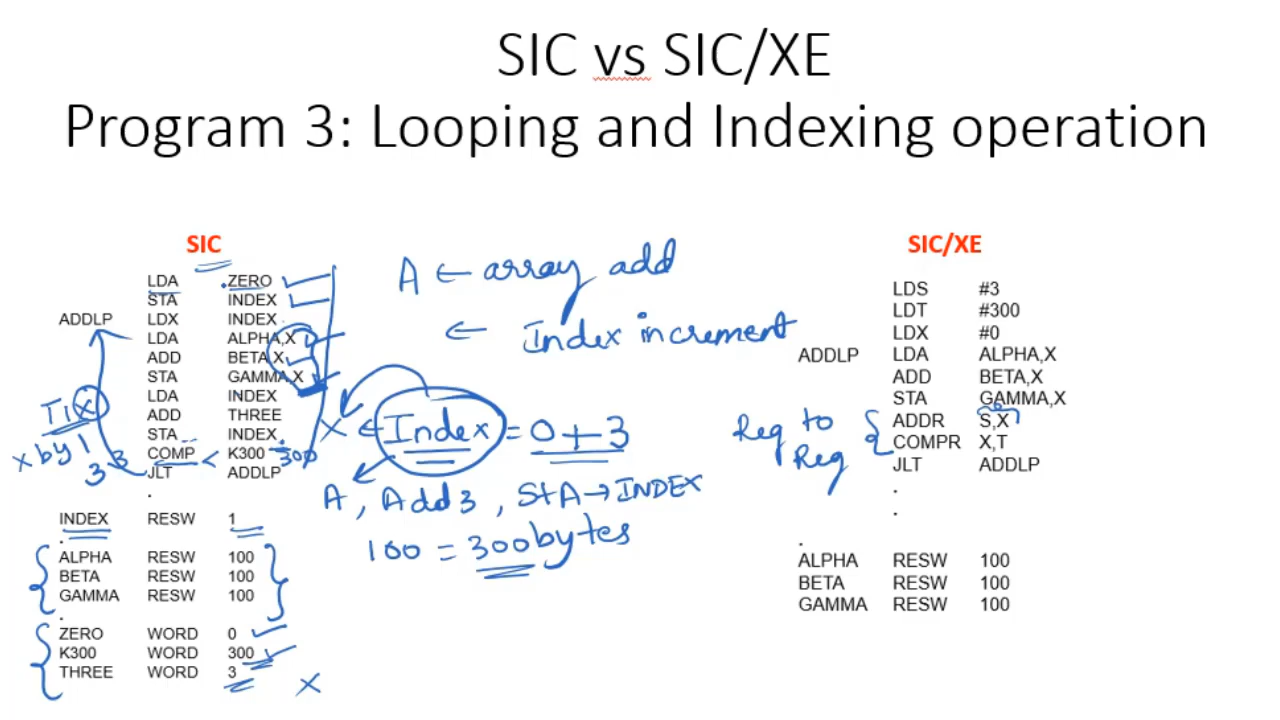 SIC vs SIC/XE
Program 3: Looping and Indexing operation
SIC
LDA ZERO
STA INDEX
ADDLP LDX INDEX
LDA ALPHA,X
ADD BETA,X
STA GAMMA,X
LDA INDEX
ADD THREE
STA INDEX
COMP K300
JLT ADDLP
.
INDEX RESW 1
.
ALPHA RESW 100
BETA RESW 100
GAMMA RESW 100
.
ZERO WORD 0
K300 WORD 300
THREE WORD 3
TIX
x by 1
3 3
< 300
X
A ← array add
← Index increment
X ← Index = 0 + 3
A, Add 3, STA → INDEX
100 = 300 bytes
SIC/XE
LDS #3
LDT #300
LDX #0
ADDLP LDA ALPHA,X
ADD BETA,X
STA GAMMA,X
ADDR S,X
COMPR X,T
JLT ADDLP
.
.
.
ALPHA RESW 100
BETA RESW 100
GAMMA RESW 100
Reg to
Reg